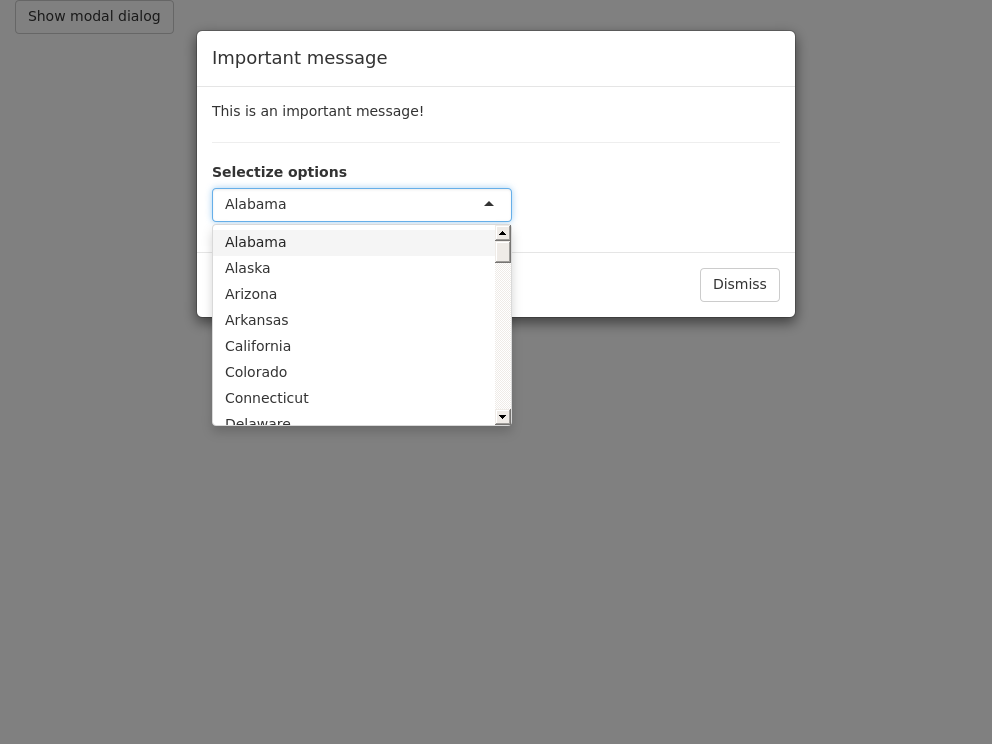 Show modal dialog
Important message
This is an important message!
Selectize options
Alabama
Alabama
Alaska
Arizona
Arkansas
California
Colorado
Connecticut
Delaware
Dismiss